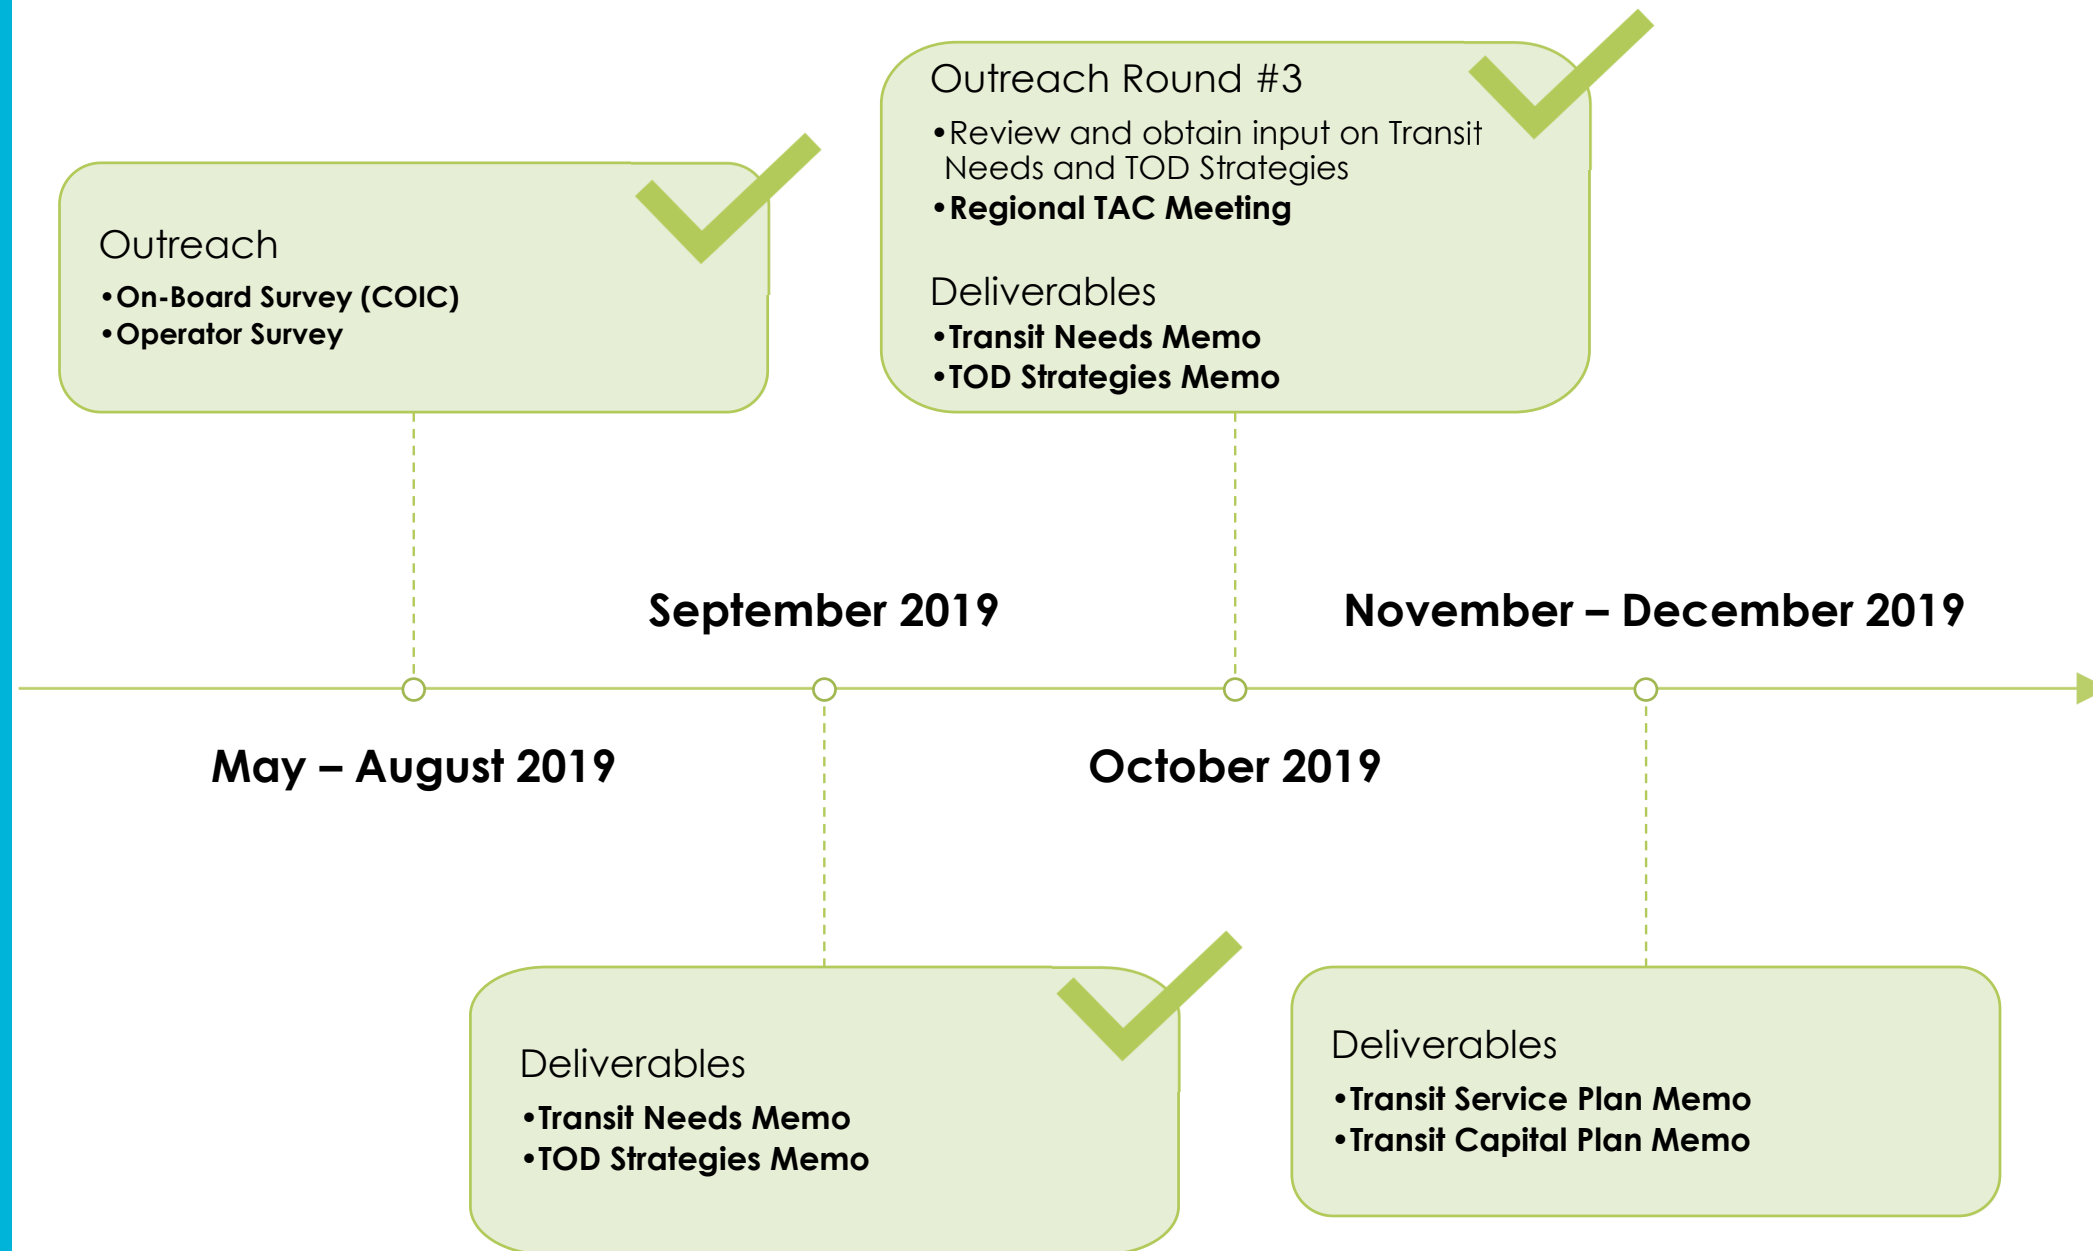 Outreach Round #3
•Review and obtain input on Transit
Needs and TOD Strategies
•Regional TAC Meeting
Deliverables
•Transit Needs Memo
•TOD Strategies Memo
Outreach
•On-Board Survey (COIC)
•Operator Survey
September 2019
November – December 2019
May – August 2019
October 2019
Deliverables
•Transit Needs Memo
•TOD Strategies Memo
Deliverables
•Transit Service Plan Memo
•Transit Capital Plan Memo